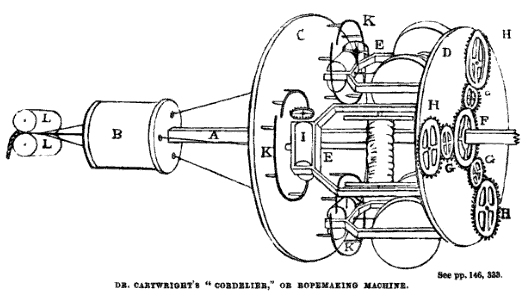 C K E D H
G
L B A K I E H G F
L
G
K H
See pp. 146, 333.
DR. CARTWRIGHT'S "CORDELIER," OR ROPEMAKING MACHINE.